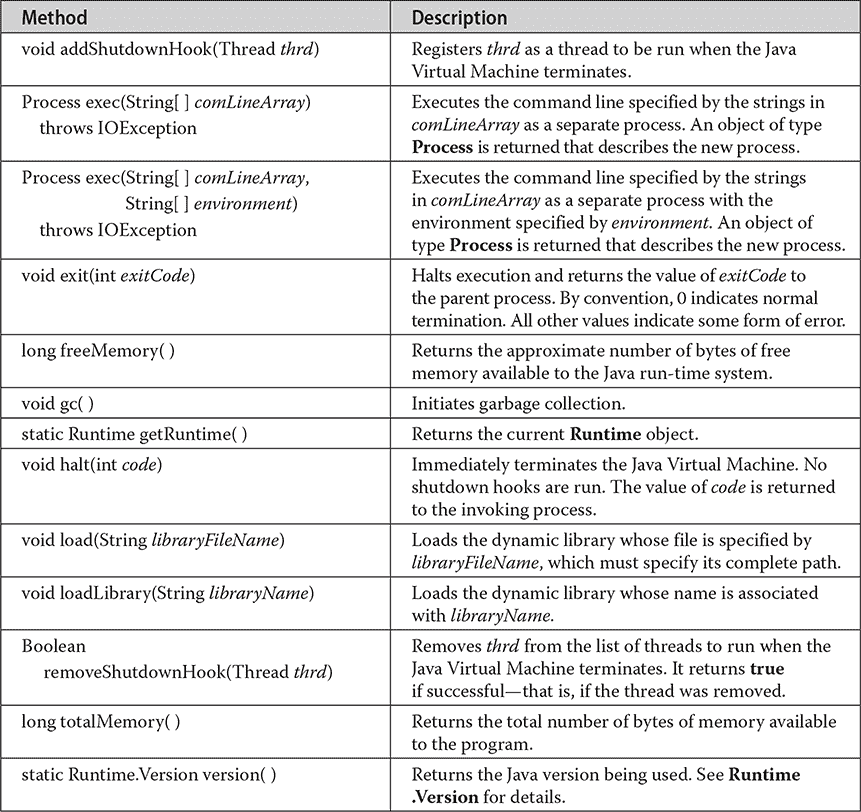 Method Description
void addShutdownHook(Thread thrd) Registers thrd as a thread to be run when the Java
Virtual Machine terminates.
Process exec(String[ ] comLineArray)
throws IOException
Executes the command line specified by the strings in
comLineArray as a separate process. An object of type
Process is returned that describes the new process.
Process exec(String[ ] comLineArray,
String[ ] environment)
throws IOException
Executes the command line specified by the strings
in comLineArray as a separate process with the
environment specified by environment. An object of
type Process is returned that describes the new process.
void exit(int exitCode) Halts execution and returns the value of exitCode to
the parent process. By convention, 0 indicates normal
termination. All other values indicate some form of error.
long freeMemory( ) Returns the approximate number of bytes of free
memory available to the Java run-time system.
void gc( ) Initiates garbage collection.
static Runtime getRuntime( ) Returns the current Runtime object.
void halt(int code) Immediately terminates the Java Virtual Machine. No
shutdown hooks are run. The value of code is returned
to the invoking process.
void load(String libraryFileName) Loads the dynamic library whose file is specified by
libraryFileName, which must specify its complete path.
void loadLibrary(String libraryName) Loads the dynamic library whose name is associated
with libraryName.
Boolean
removeShutdownHook(Thread thrd)
Removes thrd from the list of threads to run when the
Java Virtual Machine terminates. It returns true
if successful—that is, if the thread was removed.
long totalMemory( ) Returns the total number of bytes of memory available
to the program.
static Runtime.Version version( ) Returns the Java version being used. See Runtime
.Version for details.